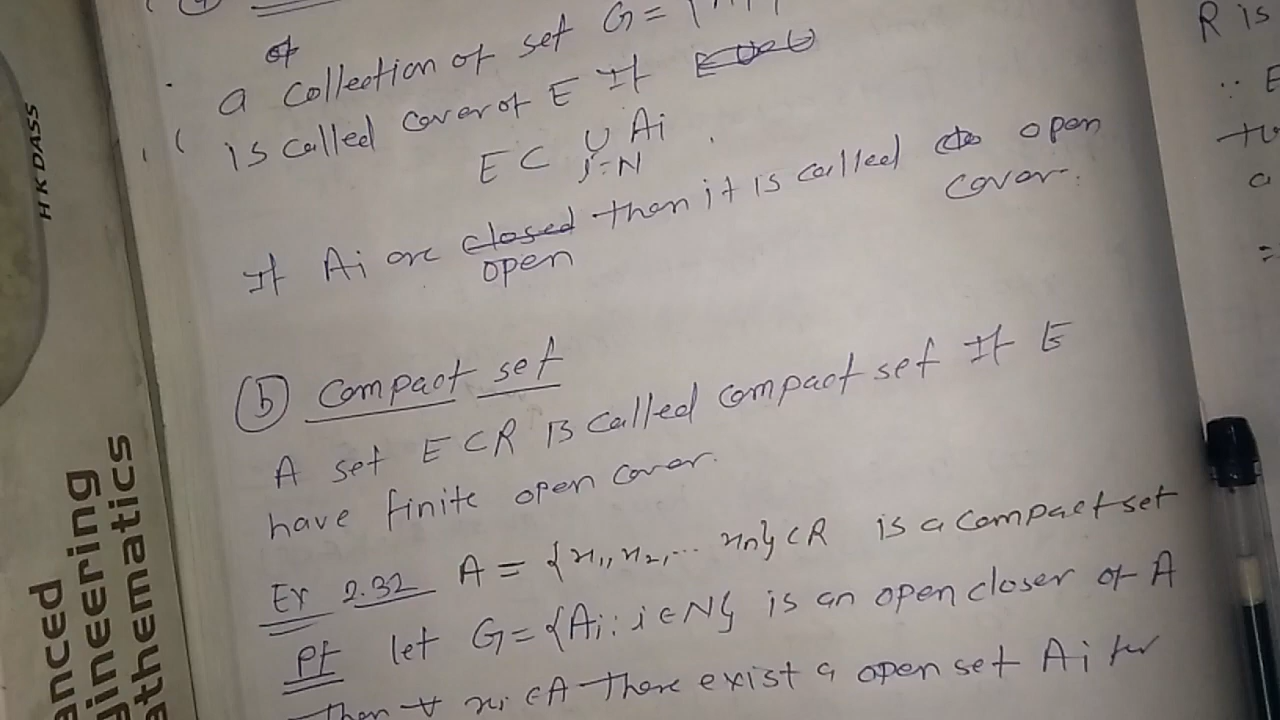 of
a collection of set G = {
is called cover of E If
E ⊂ ∪ Ai
i=N
If Ai are closed then it is called open
open cover.
(5) Compact set
A set E ⊂ R is called compact set If E
have finite open cover.
Ex 2.32 A = {x1, x2, ... xn} ⊂ R is a compact set
Pf let G = {Ai : i ∈ N} is an open closer of A
Then ∀ xi ∈ A There exist a open set Ai for
H K DASS
anced
gineering
athematics
R is
∵ E
a